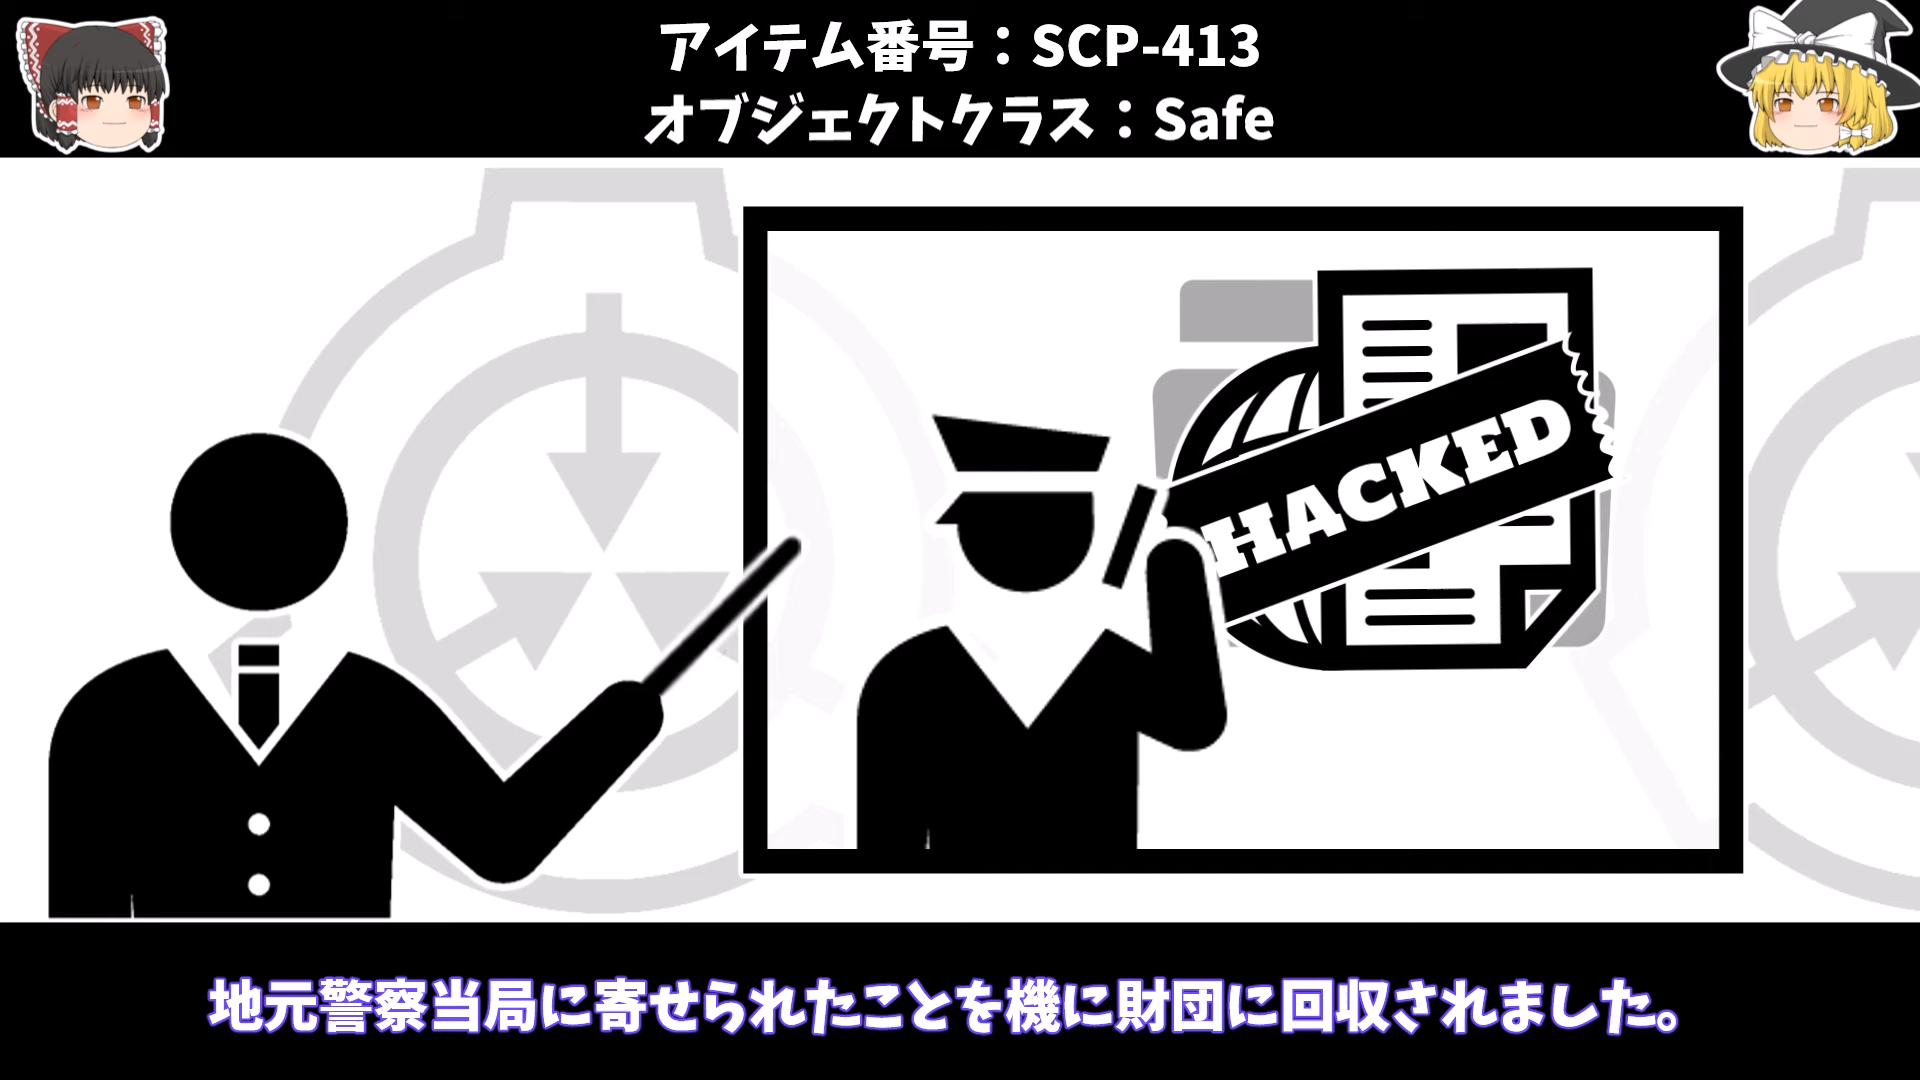 アイテム番号：SCP-413
オブジェクトクラス：Safe
HACKED
地元警察当局に寄せられたことを機に財団に回収されました。